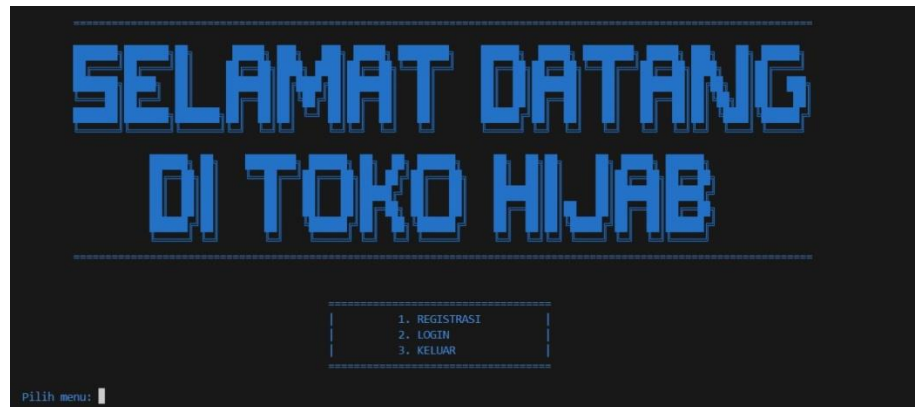 SELAMAT DATANG
DI TOKO HIJAB
1. REGISTRASI
2. LOGIN
3. KELUAR
Pilih menu: